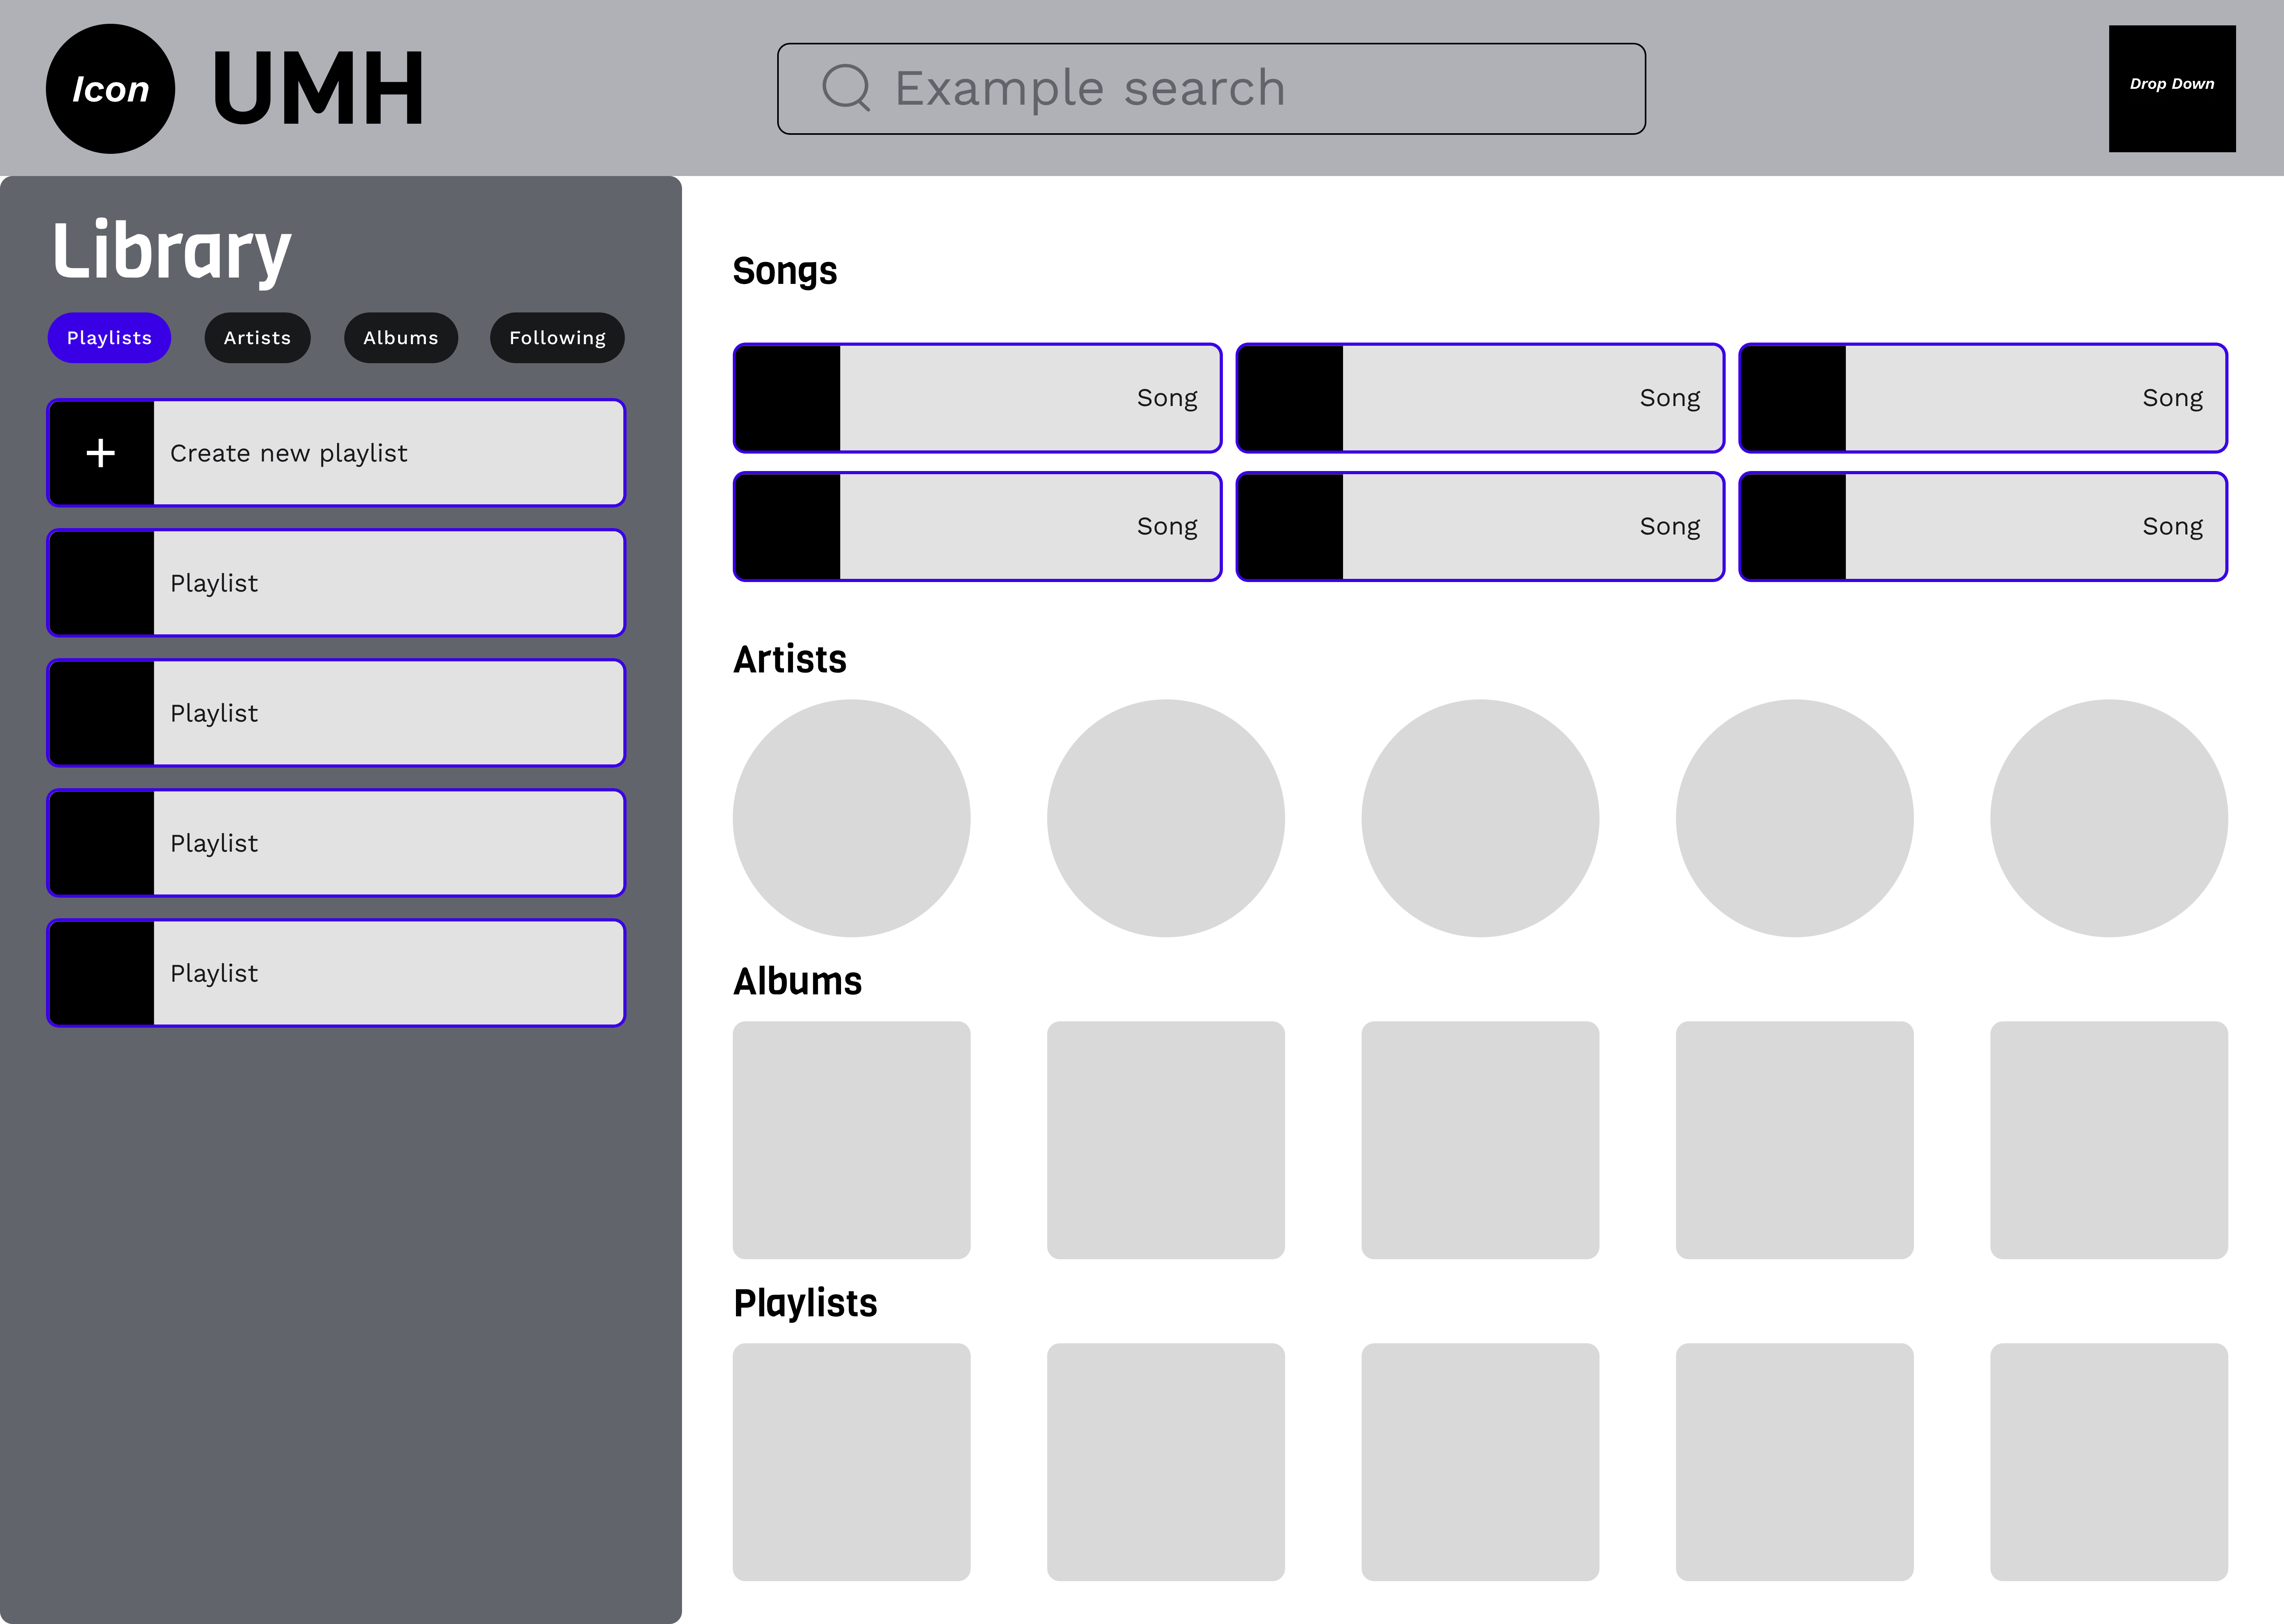 Icon
UMH
Example search
Drop Down
Library
Playlists
Artists
Albums
Following
+ Create new playlist
Playlist
Playlist
Playlist
Playlist
Songs
Song
Song
Song
Song
Song
Song
Artists
Albums
Playlists